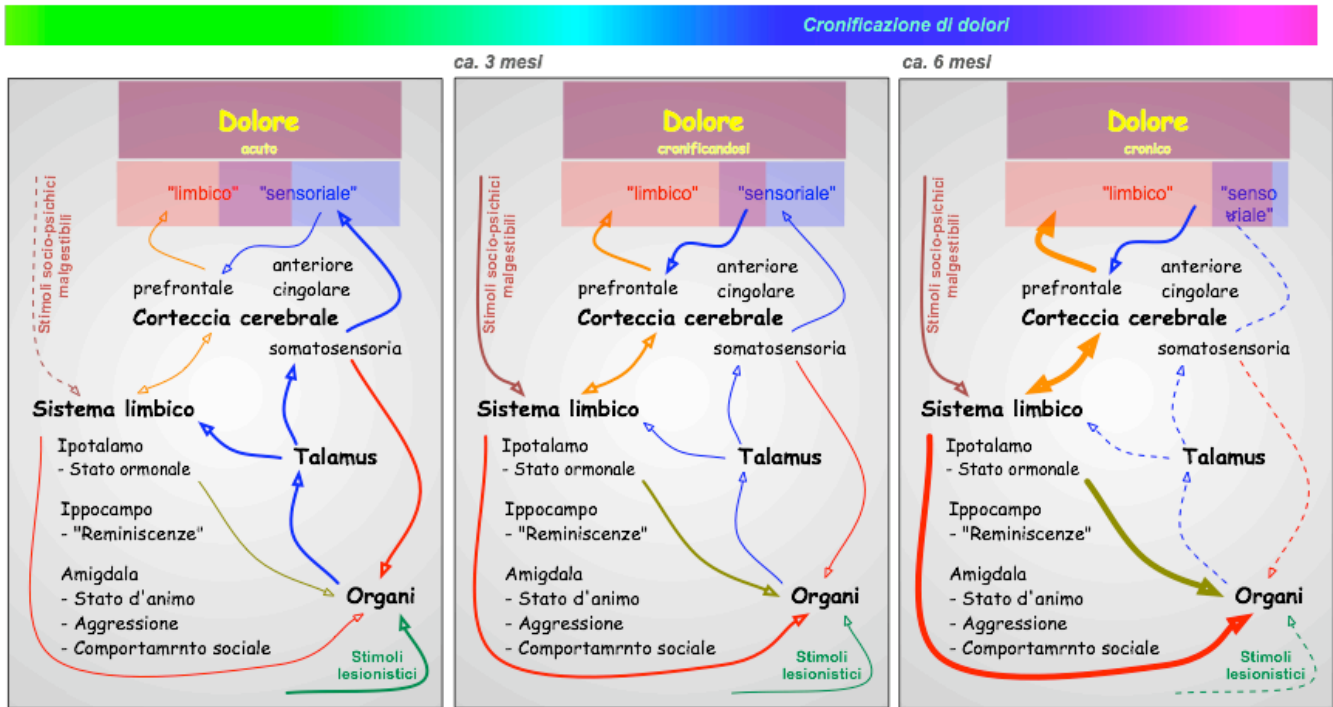 Cronificazione di dolori
ca. 3 mesi
ca. 6 mesi
Dolore
acuto
"limbico"
"sensoriale"
Stimoli socio-psichici
malgestibili
anteriore
cingolare
prefrontale
Corteccia cerebrale
somatosensoria
Sistema limbico
Ipotalamo
- Stato ormonale
Talamus
Ippocampo
- "Reminiscenze"
Amigdala
- Stato d'animo
- Aggressione
- Comportamrnto sociale
Organi
Stimoli
lesionistici
Dolore
cronificandosi
"limbico"
"sensoriale"
Stimoli socio-psichici
malgestibili
anteriore
cingolare
prefrontale
Corteccia cerebrale
somatosensoria
Sistema limbico
Ipotalamo
- Stato ormonale
Talamus
Ippocampo
- "Reminiscenze"
Amigdala
- Stato d'animo
- Aggressione
- Comportamrnto sociale
Organi
Stimoli
lesionistici
Dolore
cronico
"limbico"
"senso
riale"
Stimoli socio-psichici
malgestibili
anteriore
cingolare
prefrontale
Corteccia cerebrale
somatosensoria
Sistema limbico
Ipotalamo
- Stato ormonale
Talamus
Ippocampo
- "Reminiscenze"
Amigdala
- Stato d'animo
- Aggressione
- Comportamrnto sociale
Organi
Stimoli
lesionistici